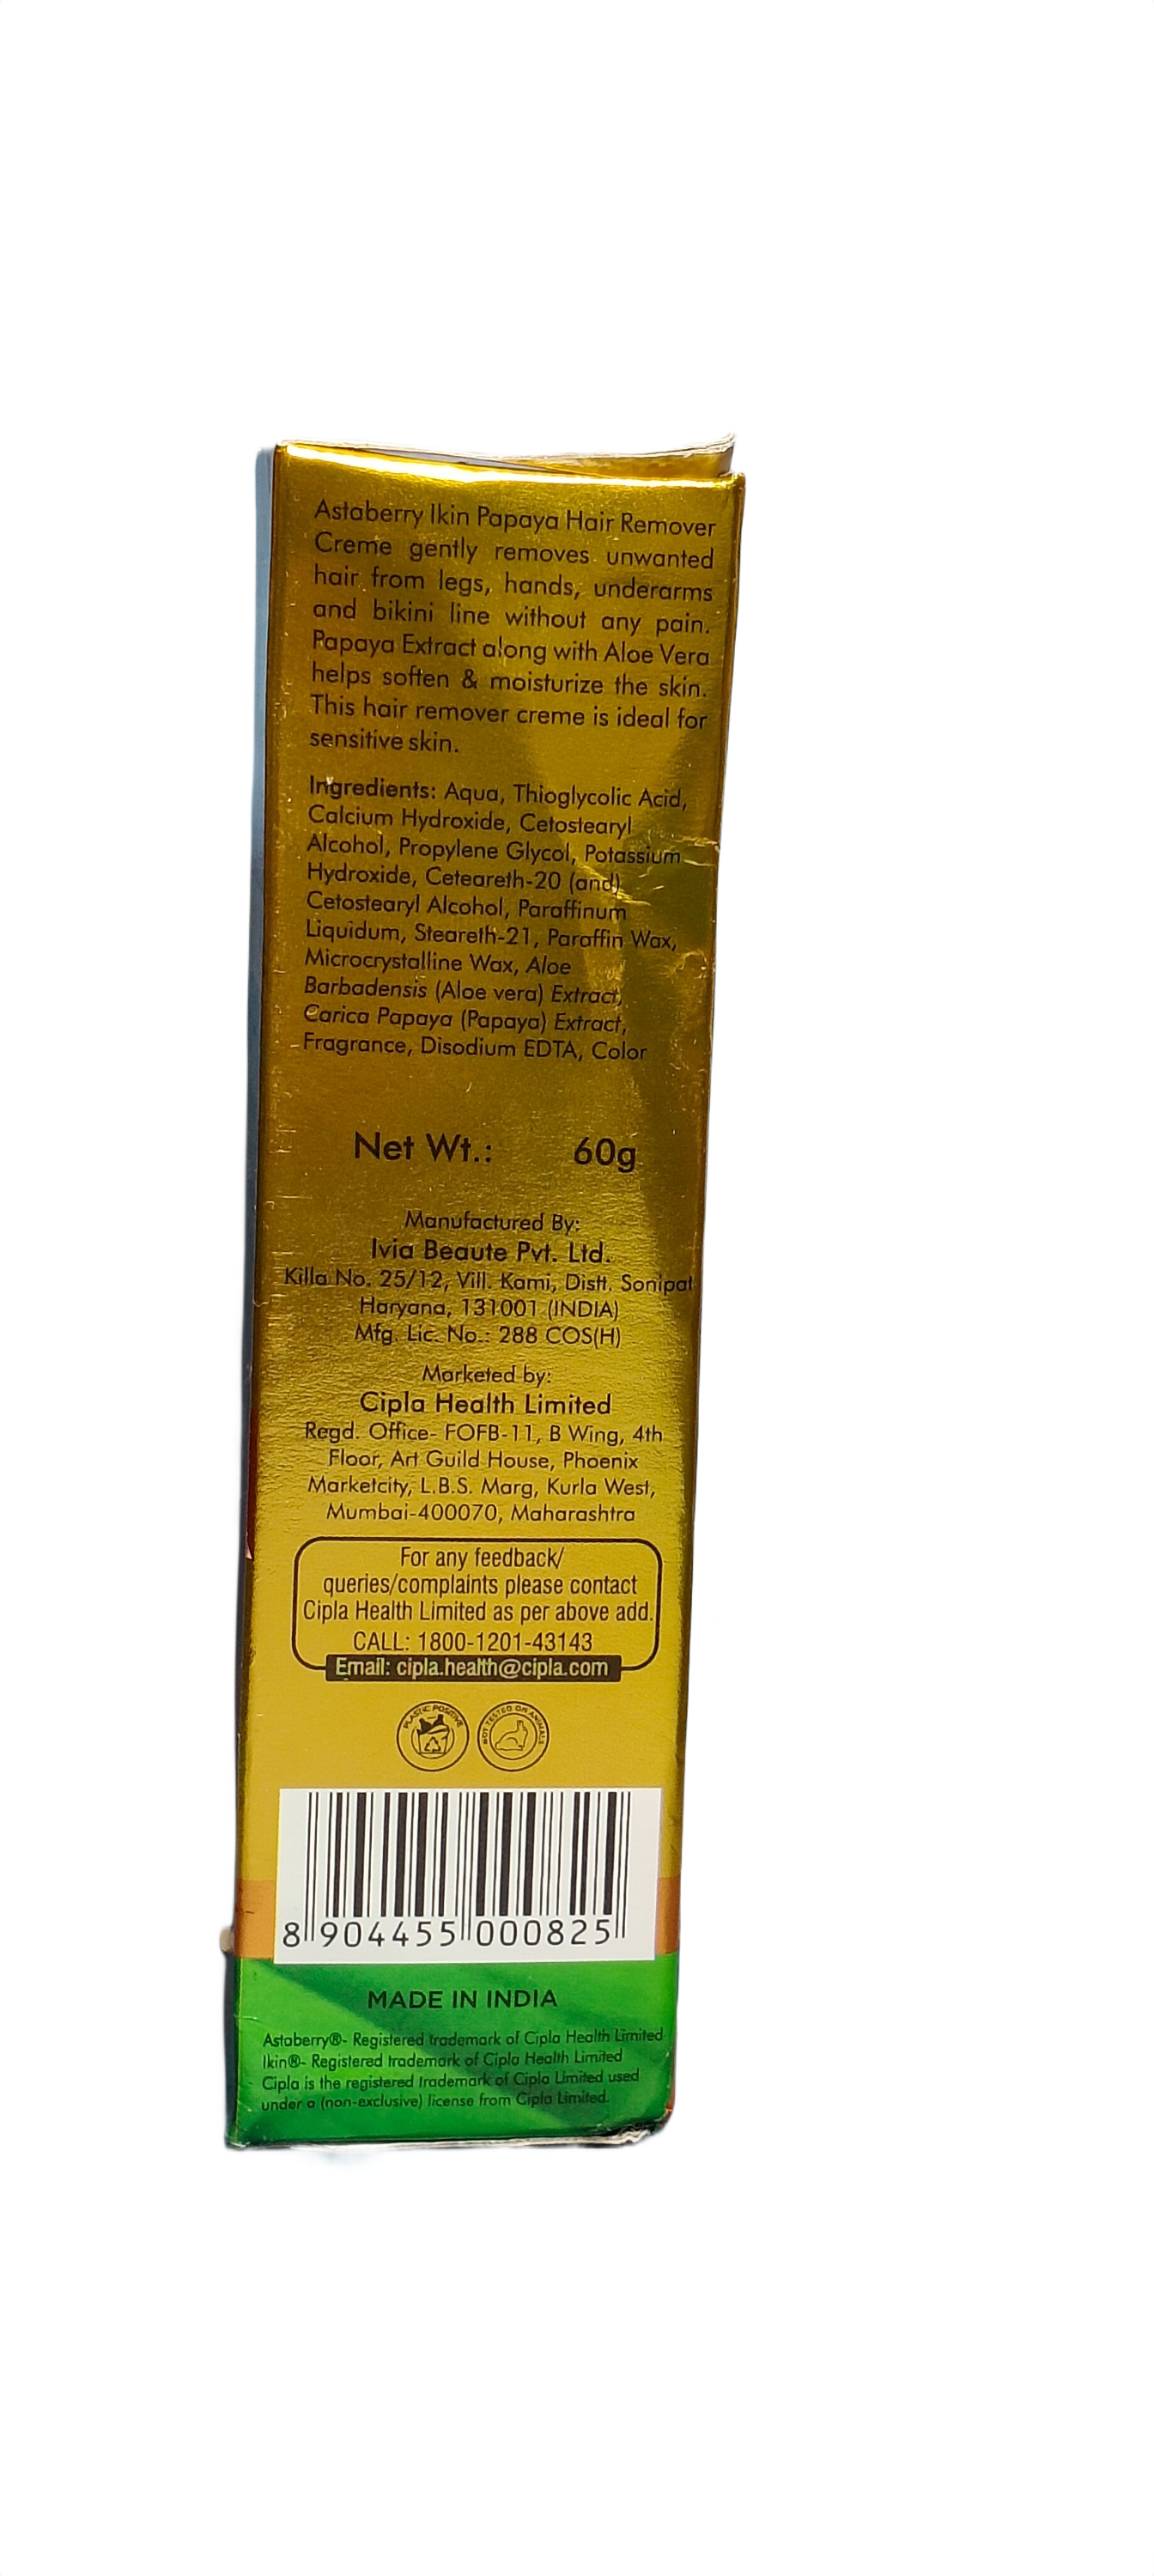 Astaberry Ikin Papaya Hair Remover
Creme gently removes unwanted
hair from legs, hands, underarms
and bikini line without any pain.
Papaya Extract along with Aloe Vera
helps soften & moisturize the skin.
This hair remover creme is ideal for
sensitive skin.
Ingredients: Aqua, Thioglycolic Acid,
Calcium Hydroxide, Cetostearyl
Alcohol, Propylene Glycol, Potassium
Hydroxide, Ceteareth-20 (and)
Cetostearyl Alcohol, Paraffinum
Liquidum, Steareth-21, Paraffin Wax,
Microcrystalline Wax, Aloe
Barbadensis (Aloe vera) Extract,
Carica Papaya (Papaya) Extract,
Fragrance, Disodium EDTA, Color
Net Wt.: 60g
Manufactured By:
Ivia Beaute Pvt. Ltd.
Killa No. 25/12, Vill. Kami, Distt. Sonipat
Haryana, 131001 (INDIA)
Mfg. Lic. No.: 288 COS(H)
Marketed by:
Cipla Health Limited
Regd. Office- FOFB-11, B Wing, 4th
Floor, Art Guild House, Phoenix
Marketcity, L.B.S. Marg, Kurla West,
Mumbai-400070, Maharashtra
For any feedback/
queries/complaints please contact
Cipla Health Limited as per above add.
CALL: 1800-1201-43143
Email: cipla.health@cipla.com
PLASTIC POSITIVE
NOT TESTED ON ANIMALS
8 904455 000825
MADE IN INDIA
Astaberry®- Registered trademark of Cipla Health Limited
Ikin®- Registered trademark of Cipla Health Limited
Cipla is the registered trademark of Cipla Limited used
under a (non-exclusive) license from Cipla Limited.